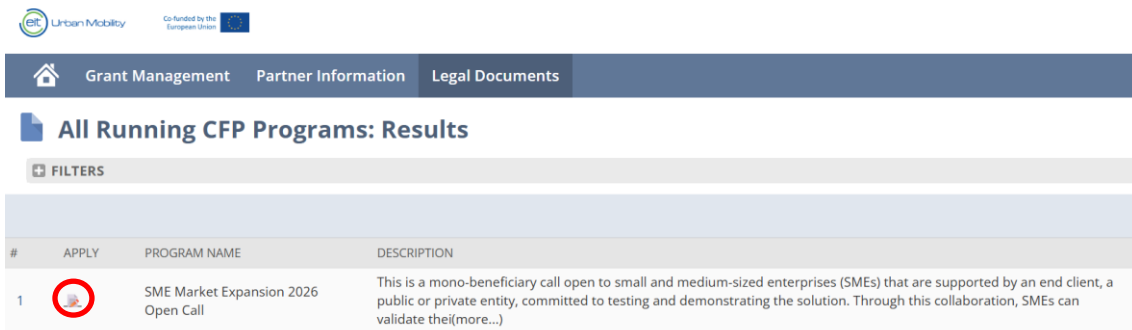 eit Urban Mobility
Co-funded by the
European Union
Grant Management Partner Information Legal Documents
All Running CFP Programs: Results
FILTERS
# APPLY PROGRAM NAME DESCRIPTION
1 SME Market Expansion 2026
Open Call
This is a mono-beneficiary call open to small and medium-sized enterprises (SMEs) that are supported by an end client, a
public or private entity, committed to testing and demonstrating the solution. Through this collaboration, SMEs can
validate thei(more...)